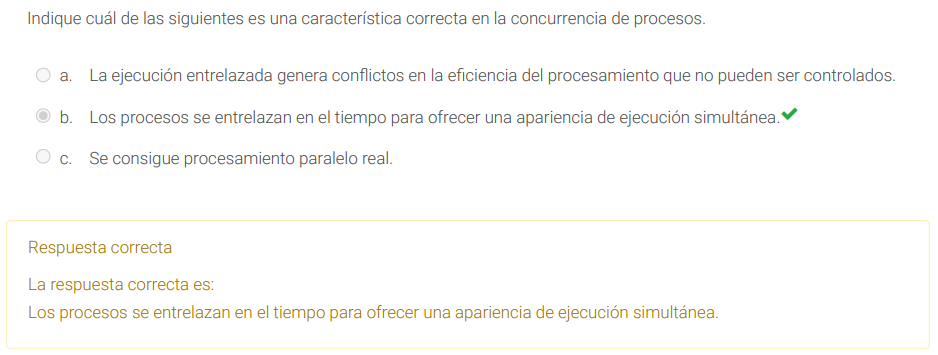 Indique cuál de las siguientes es una característica correcta en la concurrencia de procesos.
a. La ejecución entrelazada genera conflictos en la eficiencia del procesamiento que no pueden ser controlados.
b. Los procesos se entrelazan en el tiempo para ofrecer una apariencia de ejecución simultánea.
c. Se consigue procesamiento paralelo real.
Respuesta correcta
La respuesta correcta es:
Los procesos se entrelazan en el tiempo para ofrecer una apariencia de ejecución simultánea.